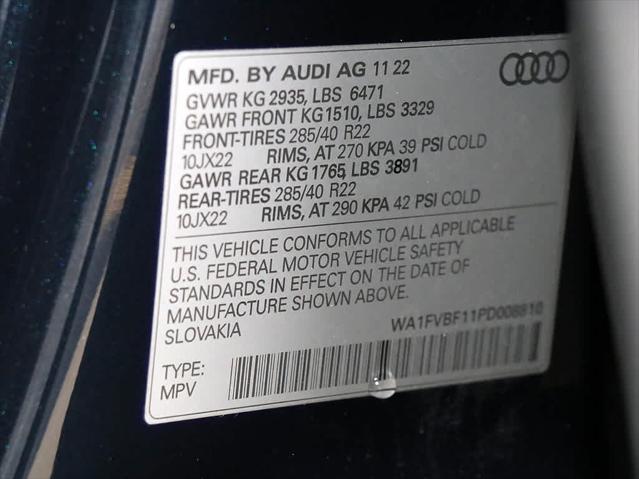 MFD. BY AUDI AG 11 22
GVWR KG 2935, LBS 6471
GAWR FRONT KG1510, LBS 3329
FRONT-TIRES 285/40 R22
10JX22 RIMS, AT 270 KPA 39 PSI COLD
GAWR REAR KG1765, LBS 3891
REAR-TIRES 285/40 R22
10JX22 RIMS, AT 290 KPA 42 PSI COLD
THIS VEHICLE CONFORMS TO ALL APPLICABLE
U.S. FEDERAL MOTOR VEHICLE SAFETY
STANDARDS IN EFFECT ON THE DATE OF
MANUFACTURE SHOWN ABOVE.
SLOVAKIA WA1FVBF11PD008810
TYPE:
MPV